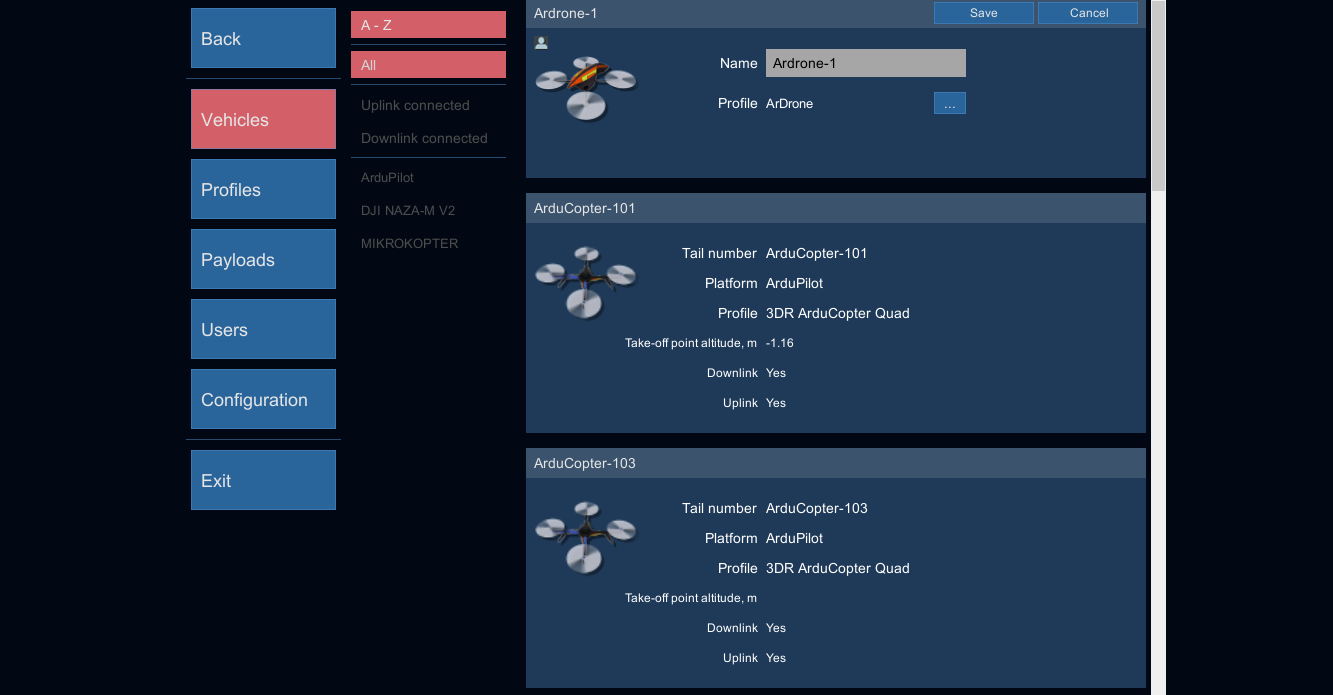 Back
Vehicles
Profiles
Payloads
Users
Configuration
Exit
A - Z
All
Uplink connected
Downlink connected
ArduPilot
DJI NAZA-M V2
MIKROKOPTER
Ardrone-1 Save Cancel
Name Ardrone-1
Profile ArDrone ...
ArduCopter-101
Tail number ArduCopter-101
Platform ArduPilot
Profile 3DR ArduCopter Quad
Take-off point altitude, m -1.16
Downlink Yes
Uplink Yes
ArduCopter-103
Tail number ArduCopter-103
Platform ArduPilot
Profile 3DR ArduCopter Quad
Take-off point altitude, m
Downlink Yes
Uplink Yes